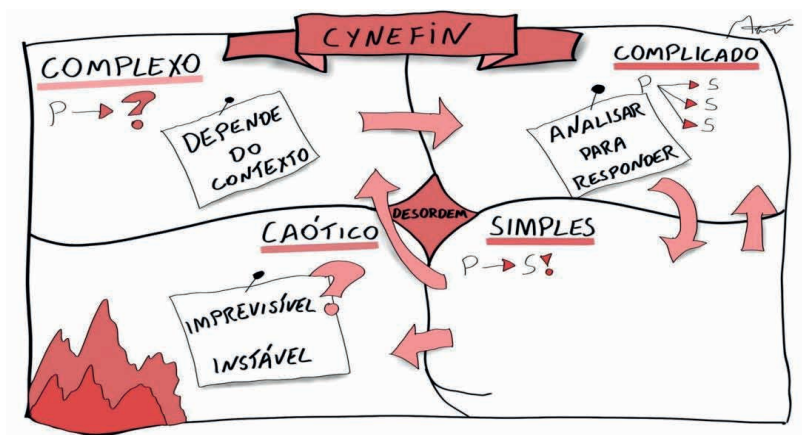 CYNEFIN
COMPLEXO
P → ?
DEPENDE
DO
CONTEXTO
COMPLICADO
P → S
→ S
→ S
ANALISAR
PARA
RESPONDER
DESORDEM
CAÓTICO
?
IMPREVISÍVEL
INSTÁVEL
SIMPLES
P → S!